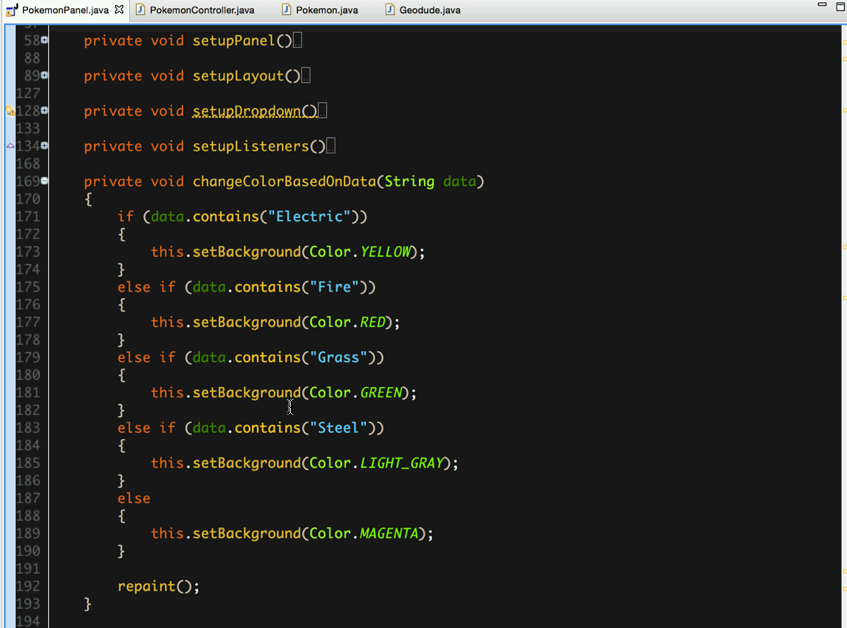 PokemonPanel.java PokemonController.java Pokemon.java Geodude.java
58 private void setupPanel()
88
89 private void setupLayout()
127
128 private void setupDropdown()
133
134 private void setupListeners()
168
169 private void changeColorBasedOnData(String data)
170 {
171 if (data.contains("Electric"))
172 {
173 this.setBackground(Color.YELLOW);
174 }
175 else if (data.contains("Fire"))
176 {
177 this.setBackground(Color.RED);
178 }
179 else if (data.contains("Grass"))
180 {
181 this.setBackground(Color.GREEN);
182 }
183 else if (data.contains("Steel"))
184 {
185 this.setBackground(Color.LIGHT_GRAY);
186 }
187 else
188 {
189 this.setBackground(Color.MAGENTA);
190 }
191
192 repaint();
193 }
194